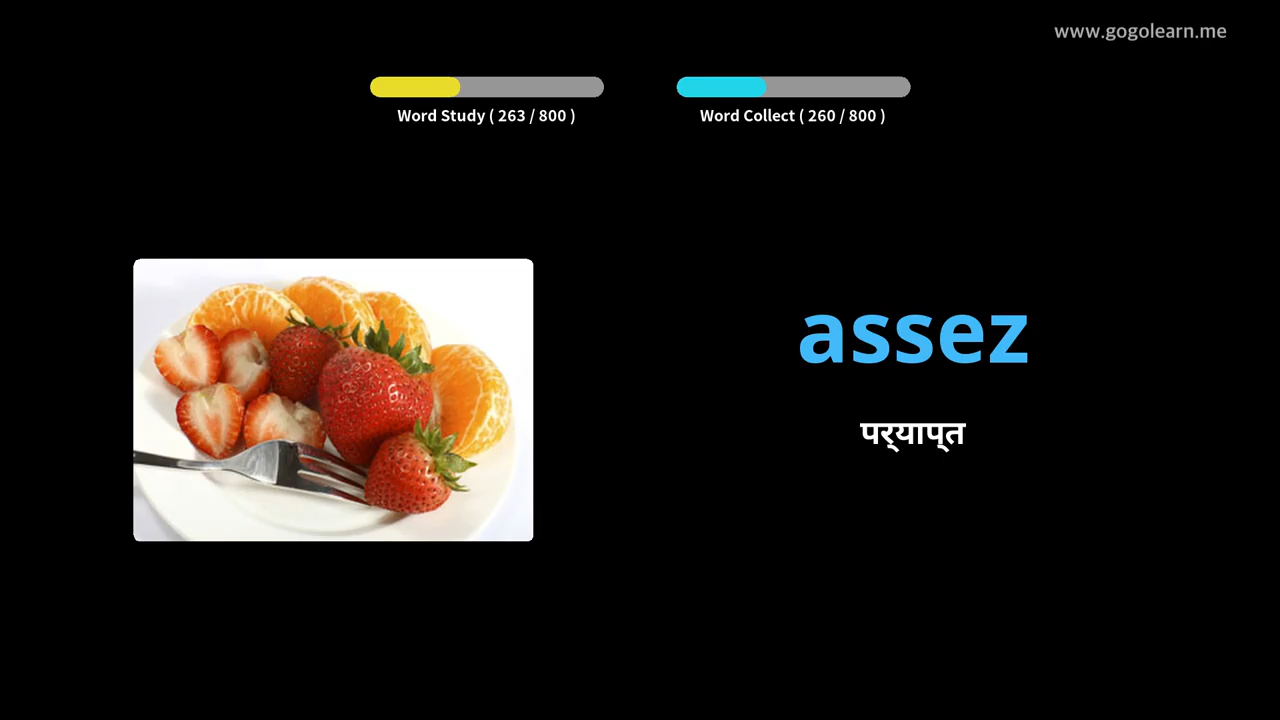 www.gogolearn.me
Word Study ( 263 / 800 )
Word Collect ( 260 / 800 )
assez
पर्याप्त